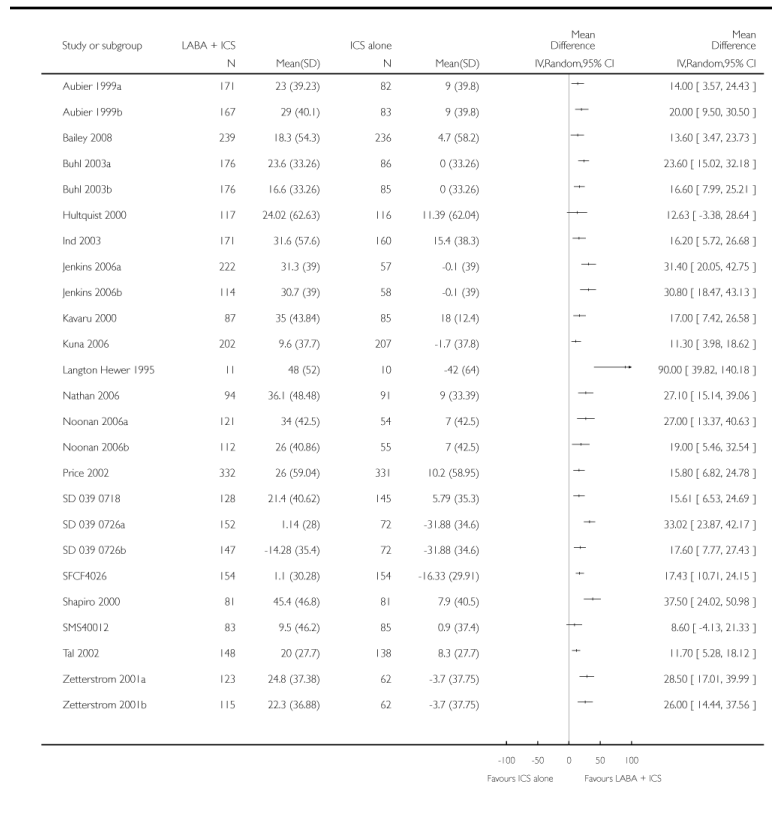 Mean Mean
Study or subgroup LABA + ICS ICS alone Difference Difference
N Mean(SD) N Mean(SD) IV,Random,95% CI IV,Random,95% CI
Aubier 1999a 171 23 (39.23) 82 9 (39.8) 14.00 [ 3.57, 24.43 ]
Aubier 1999b 167 29 (40.1) 83 9 (39.8) 20.00 [ 9.50, 30.50 ]
Bailey 2008 239 18.3 (54.3) 236 4.7 (58.2) 13.60 [ 3.47, 23.73 ]
Buhl 2003a 176 23.6 (33.26) 86 0 (33.26) 23.60 [ 15.02, 32.18 ]
Buhl 2003b 176 16.6 (33.26) 85 0 (33.26) 16.60 [ 7.99, 25.21 ]
Hultquist 2000 117 24.02 (62.63) 116 11.39 (62.04) 12.63 [ -3.38, 28.64 ]
Ind 2003 171 31.6 (57.6) 160 15.4 (38.3) 16.20 [ 5.72, 26.68 ]
Jenkins 2006a 222 31.3 (39) 57 -0.1 (39) 31.40 [ 20.05, 42.75 ]
Jenkins 2006b 114 30.7 (39) 58 -0.1 (39) 30.80 [ 18.47, 43.13 ]
Kavaru 2000 87 35 (43.84) 85 18 (12.4) 17.00 [ 7.42, 26.58 ]
Kuna 2006 202 9.6 (37.7) 207 -1.7 (37.8) 11.30 [ 3.98, 18.62 ]
Langton Hewer 1995 11 48 (52) 10 -42 (64) 90.00 [ 39.82, 140.18 ]
Nathan 2006 94 36.1 (48.48) 91 9 (33.39) 27.10 [ 15.14, 39.06 ]
Noonan 2006a 121 34 (42.5) 54 7 (42.5) 27.00 [ 13.37, 40.63 ]
Noonan 2006b 112 26 (40.86) 55 7 (42.5) 19.00 [ 5.46, 32.54 ]
Price 2002 332 26 (59.04) 331 10.2 (58.95) 15.80 [ 6.82, 24.78 ]
SD 039 0718 128 21.4 (40.62) 145 5.79 (35.3) 15.61 [ 6.53, 24.69 ]
SD 039 0726a 152 1.14 (28) 72 -31.88 (34.6) 33.02 [ 23.87, 42.17 ]
SD 039 0726b 147 -14.28 (35.4) 72 -31.88 (34.6) 17.60 [ 7.77, 27.43 ]
SFCF4026 154 1.1 (30.28) 154 -16.33 (29.91) 17.43 [ 10.71, 24.15 ]
Shapiro 2000 81 45.4 (46.8) 81 7.9 (40.5) 37.50 [ 24.02, 50.98 ]
SMS40012 83 9.5 (46.2) 85 0.9 (37.4) 8.60 [ -4.13, 21.33 ]
Tal 2002 148 20 (27.7) 138 8.3 (27.7) 11.70 [ 5.28, 18.12 ]
Zetterstrom 2001a 123 24.8 (37.38) 62 -3.7 (37.75) 28.50 [ 17.01, 39.99 ]
Zetterstrom 2001b 115 22.3 (36.88) 62 -3.7 (37.75) 26.00 [ 14.44, 37.56 ]
-100 -50 0 50 100
Favours ICS alone Favours LABA + ICS